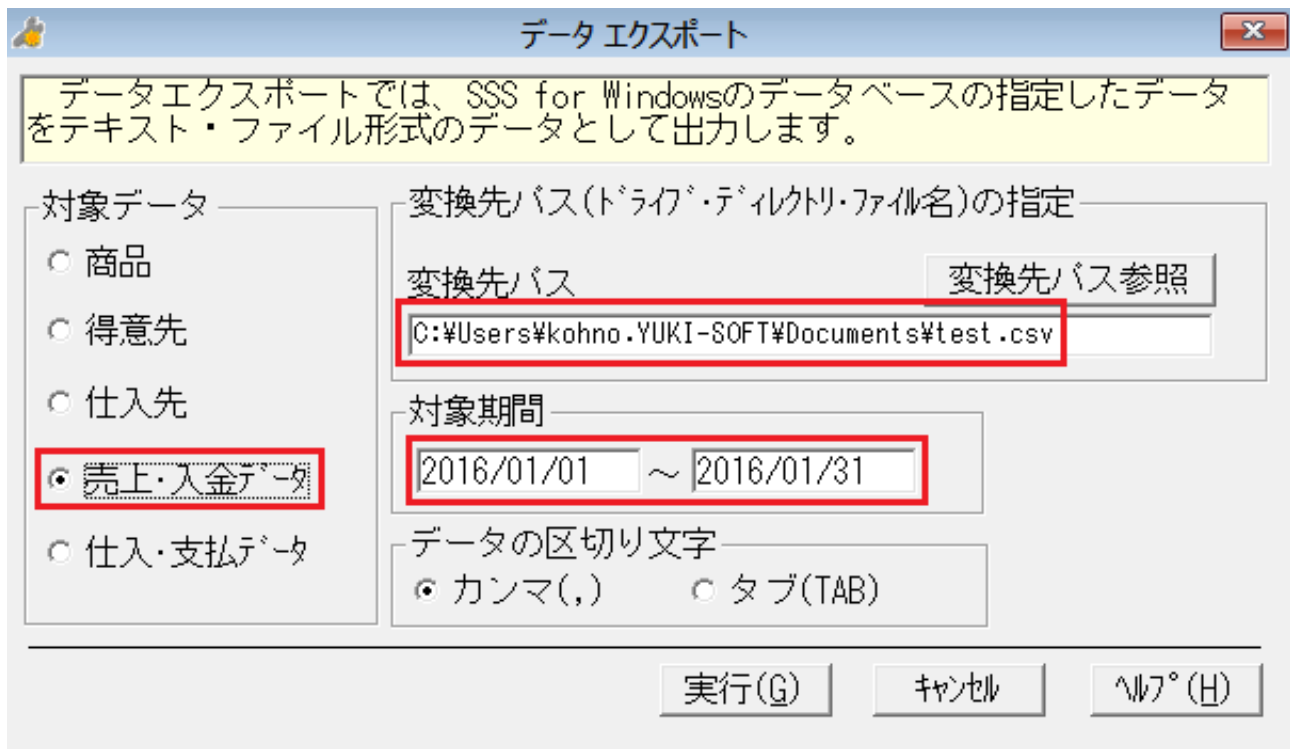 データ エクスポート
データエクスポートでは、SSS for Windowsのデータベースの指定したデータ
をテキスト・ファイル形式のデータとして出力します。
対象データ
商品
得意先
仕入先
売上・入金ﾃﾞｰﾀ
仕入・支払ﾃﾞｰﾀ
変換先パス(ﾄﾞﾗｲﾌﾞ・ﾃﾞｨﾚｸﾄﾘ・ﾌｧｲﾙ名)の指定
変換先パス
変換先パス参照
C:¥Users¥kohno.YUKI-SOFT¥Documents¥test.csv
対象期間
2016/01/01 ～ 2016/01/31
データの区切り文字
カンマ(,)
タブ(TAB)
実行(G)
ｷｬﾝｾﾙ
ﾍﾙﾌﾟ(H)